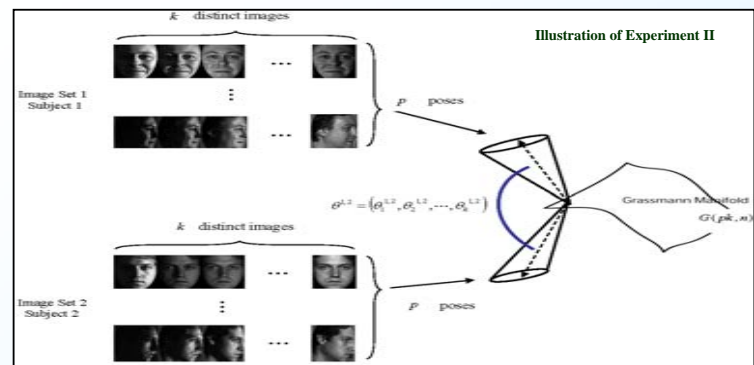 Illustration of Experiment II
k distinct images
Image Set 1
Subject 1
p poses
θ^{1,2} = (θ_1^{1,2}, θ_2^{1,2}, ⋯, θ_k^{1,2})
Grassmann Manifold
G(pk, n)
k distinct images
Image Set 2
Subject 2
p poses